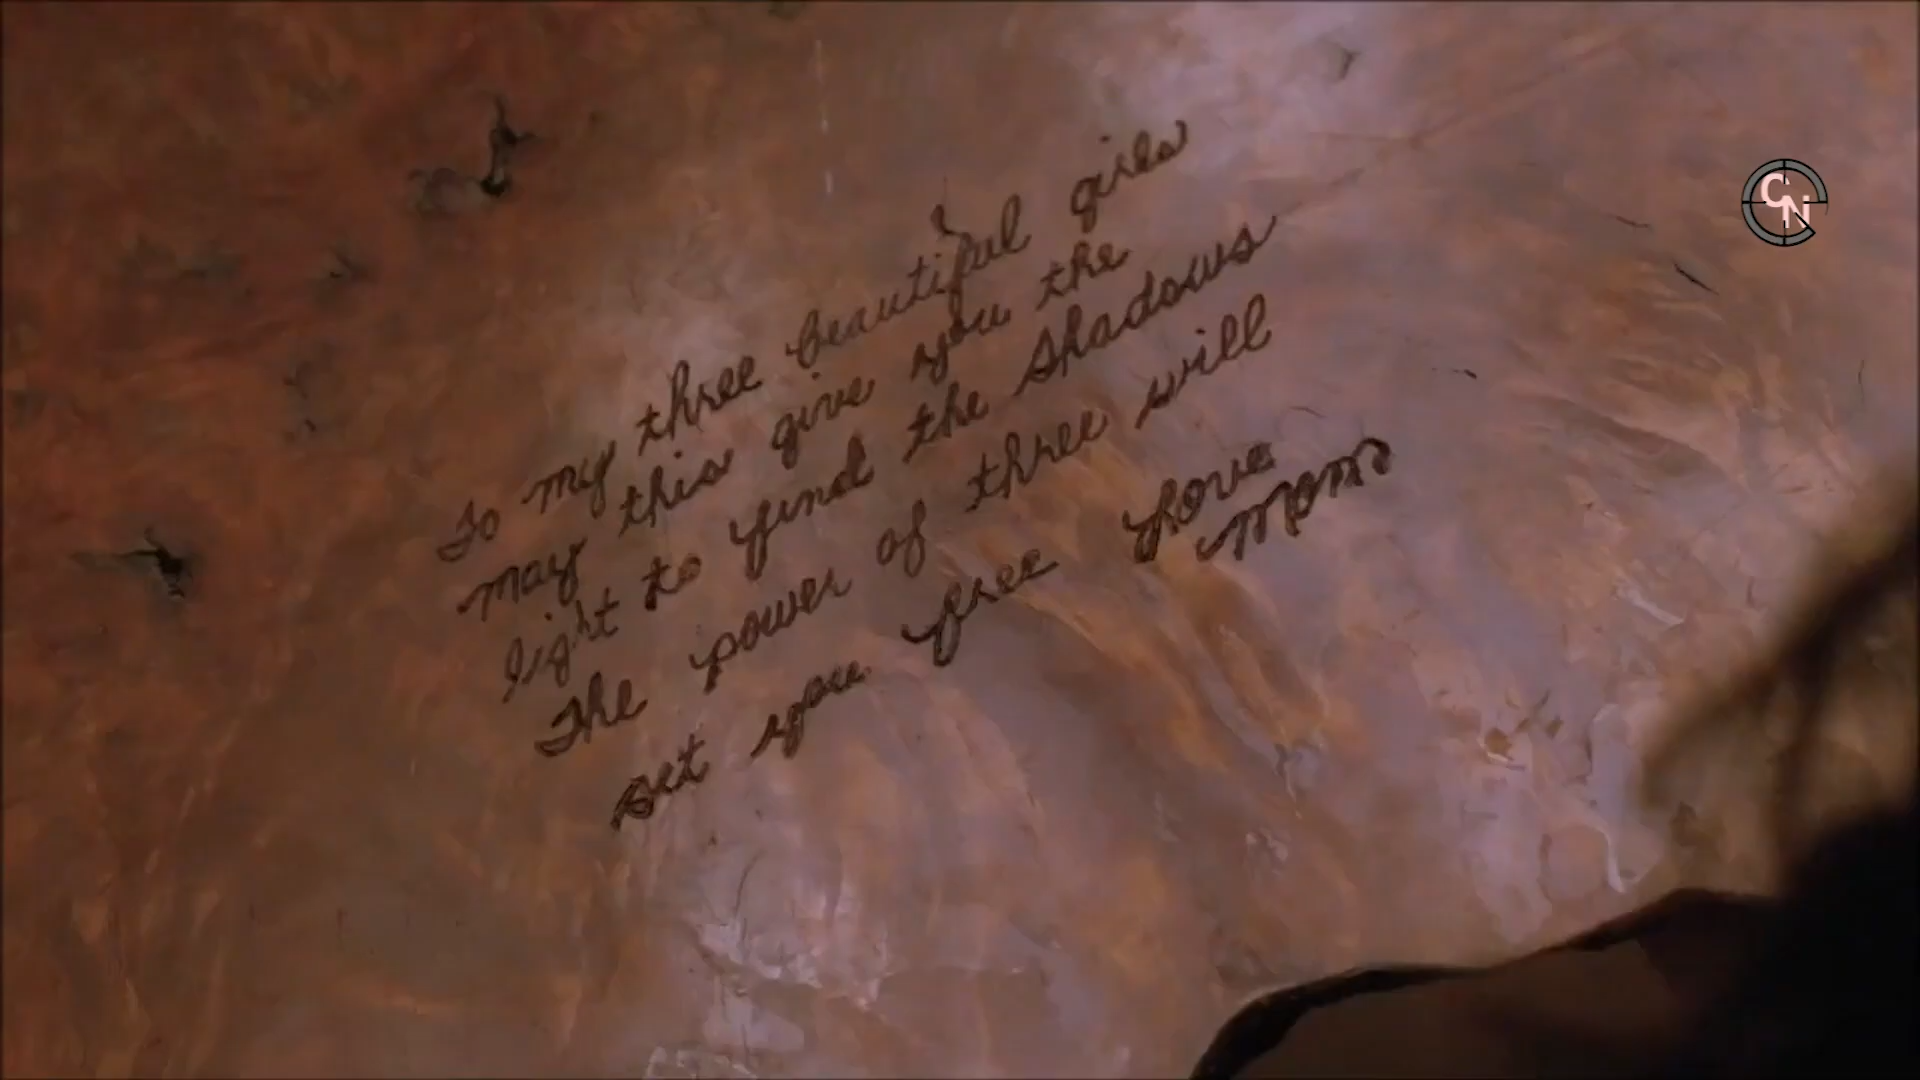 To my three beautiful girls
may this give you the
light to find the shadows
The power of three will
set you free Love
Mom
CN